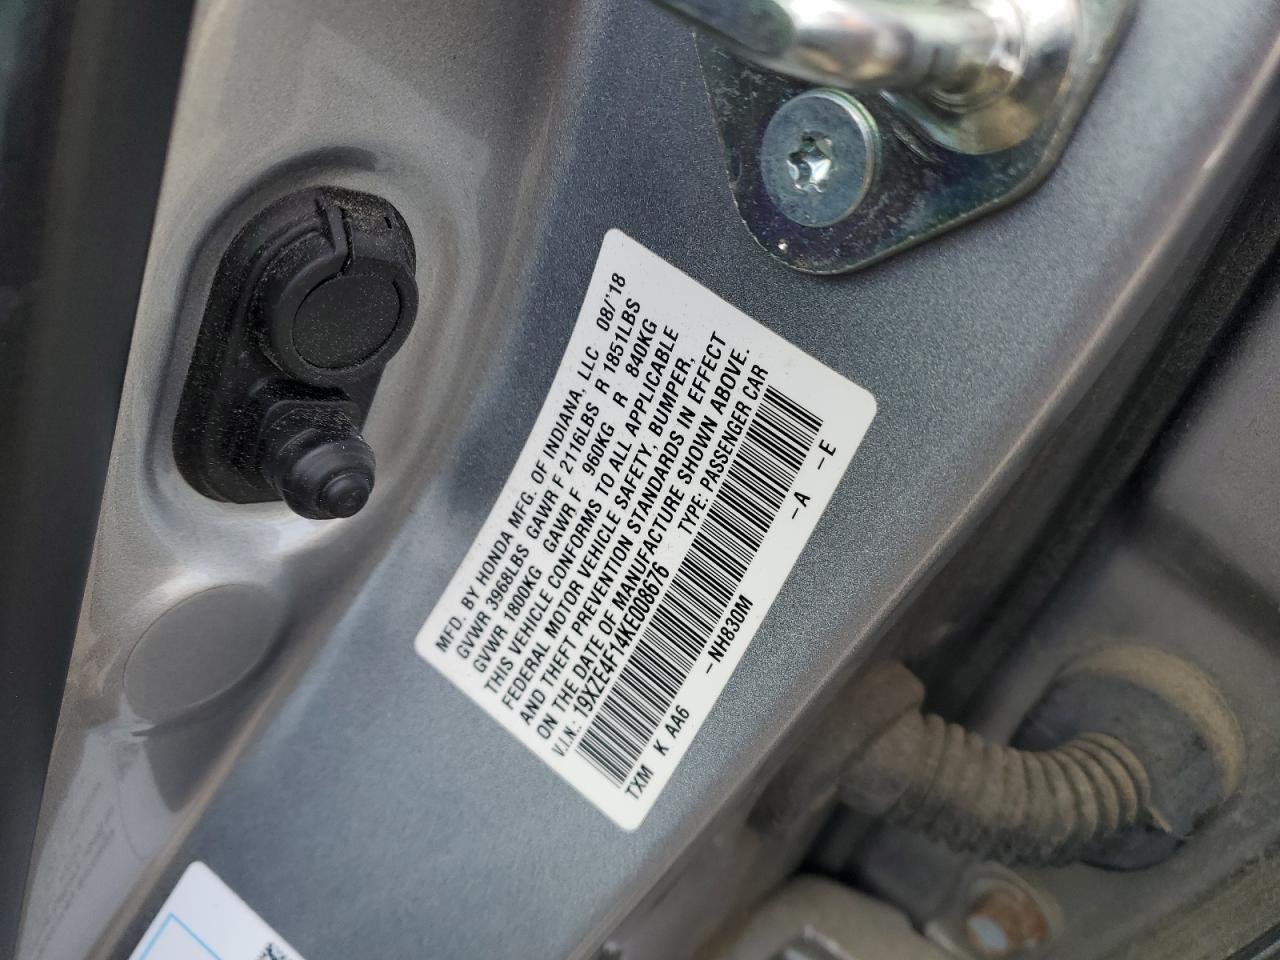 MFD. BY HONDA MFG. OF INDIANA, LLC 08/'18
GVWR 3968LBS GAWR F 2116LBS R 1851LBS
GVWR 1800KG GAWR F 960KG R 840KG
THIS VEHICLE CONFORMS TO ALL APPLICABLE
FEDERAL MOTOR VEHICLE SAFETY, BUMPER,
AND THEFT PREVENTION STANDARDS IN EFFECT
ON THE DATE OF MANUFACTURE SHOWN ABOVE.
V.I.N.: 19XZE4F14KE008676 TYPE: PASSENGER CAR
TXM K AA6 -NH830M -A -E